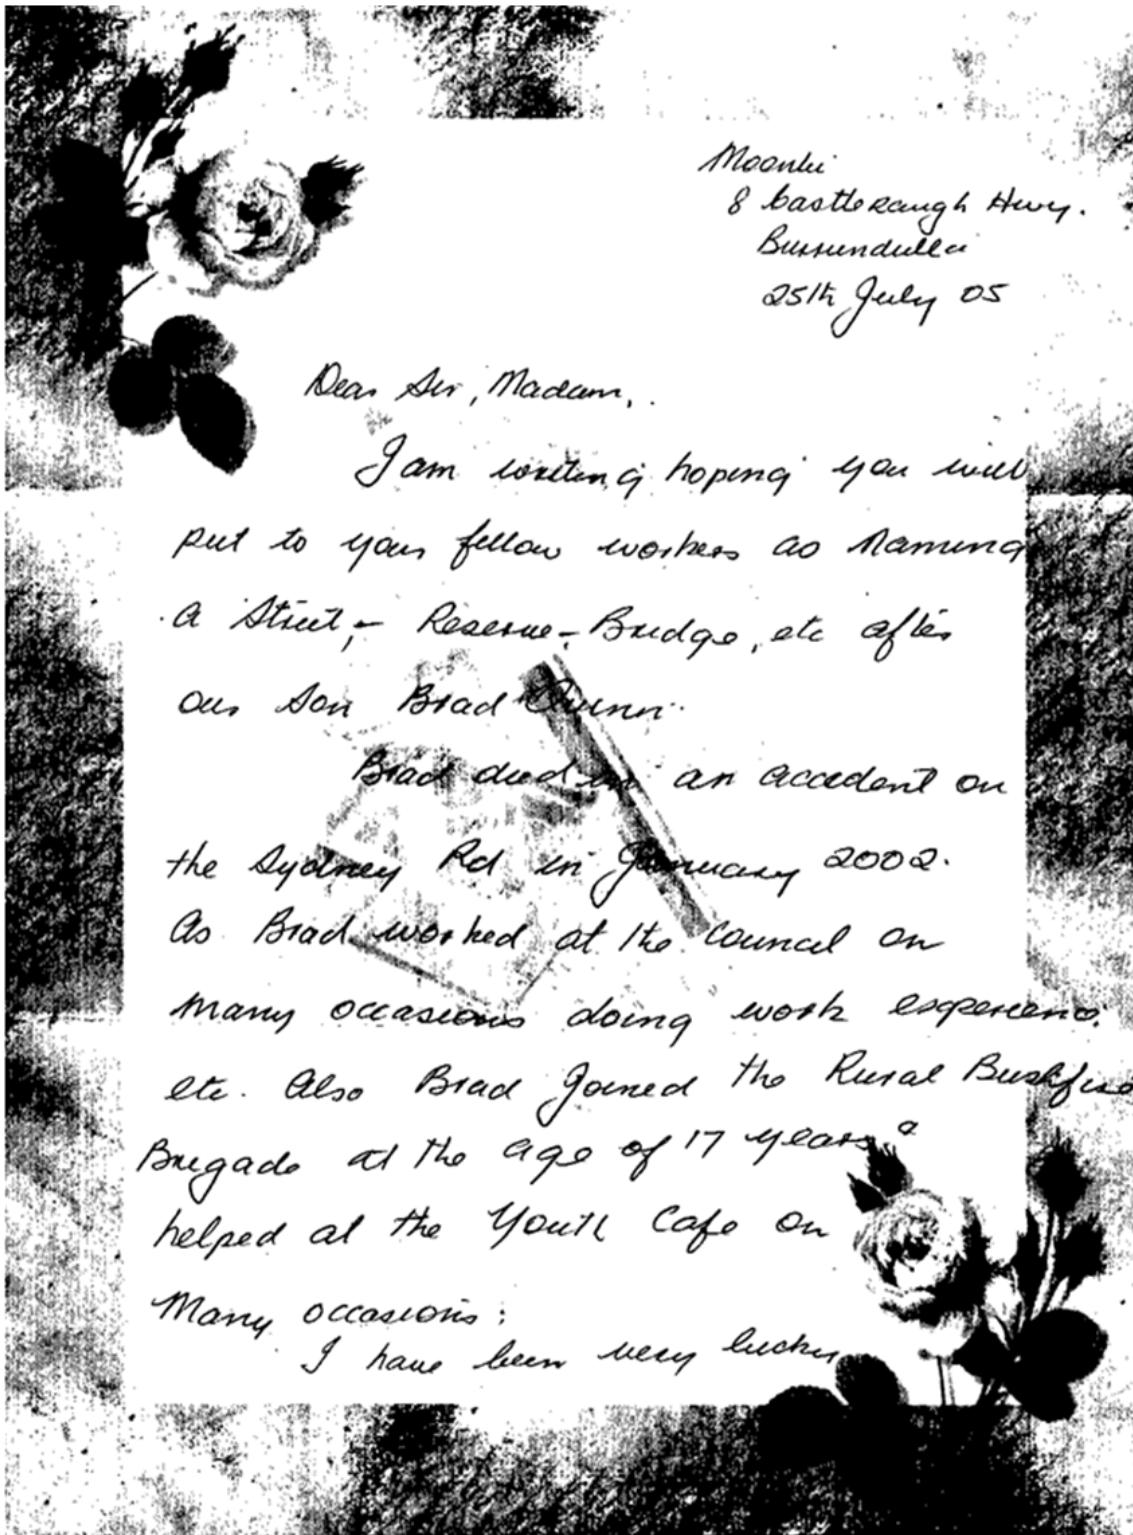 Moonbi
8 Castlereaugh Hwy.
Burrundulla
25th July 05
Dear Sir, Madam,.
I am writing hoping you will
put to your fellow workers as Naming
a Street, - Reserve - Bridge, etc after
our Son Brad Quinn.
Brad died in an accident on
the Sydney Rd in January 2002.
As Brad worked at the Council on
many occasions doing work experience
etc. Also Brad Joined the Rural Bushfire
Brigade at the age of 17 years a
helped at the Youth Cafe on
Many occasions:
I have been very lucky